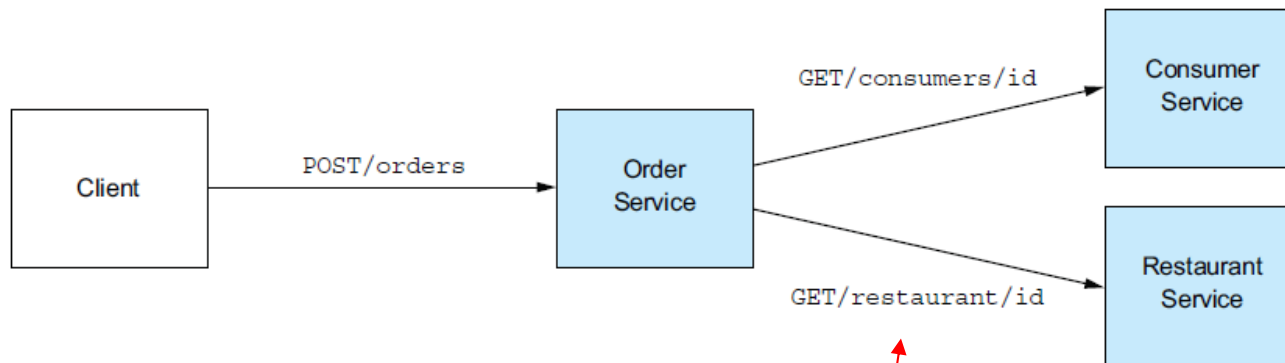 Client
POST/orders
Order
Service
GET/consumers/id
Consumer
Service
GET/restaurant/id
Restaurant
Service